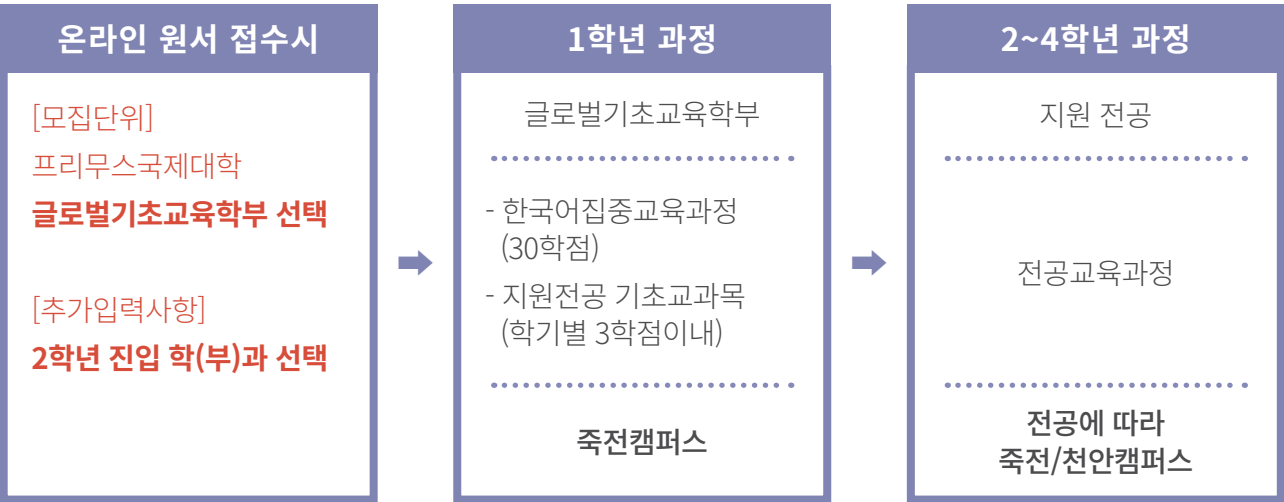 온라인 원서 접수시
[모집단위]
프리무스국제대학
글로벌기초교육학부 선택
[추가입력사항]
2학년 진입 학(부)과 선택
1학년 과정
글로벌기초교육학부
- 한국어집중교육과정
(30학점)
- 지원전공 기초교과목
(학기별 3학점이내)
죽전캠퍼스
2~4학년 과정
지원 전공
전공교육과정
전공에 따라
죽전/천안캠퍼스